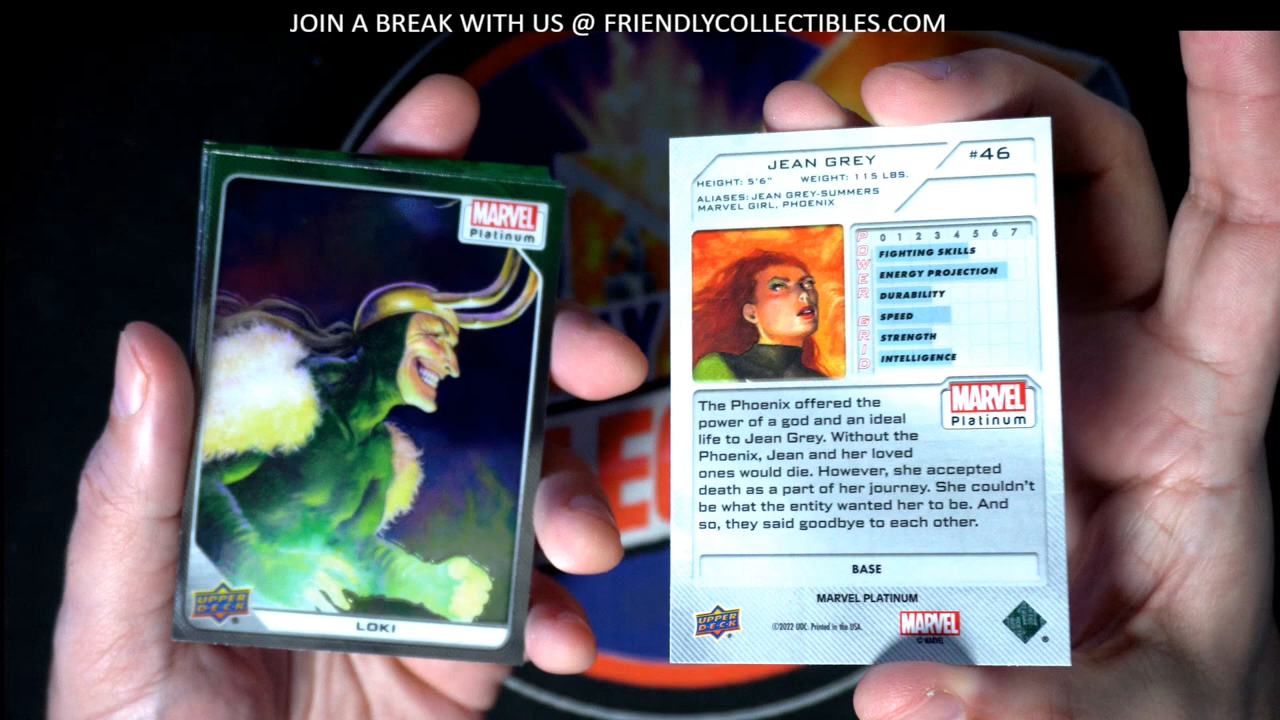 JOIN A BREAK WITH US @ FRIENDLYCOLLECTIBLES.COM
MARVEL
Platinum
UPPER
DECK
LOKI
JEAN GREY
#46
HEIGHT: 5'6" WEIGHT: 115 LBS.
ALIASES: JEAN GREY-SUMMERS
MARVEL GIRL, PHOENIX
POWER GRID
0 1 2 3 4 5 6 7
FIGHTING SKILLS
ENERGY PROJECTION
DURABILITY
SPEED
STRENGTH
INTELLIGENCE
MARVEL
Platinum
The Phoenix offered the
power of a god and an ideal
life to Jean Grey. Without the
Phoenix, Jean and her loved
ones would die. However, she accepted
death as a part of her journey. She couldn't
be what the entity wanted her to be. And
so, they said goodbye to each other.
BASE
MARVEL PLATINUM
UPPER
DECK
©2022 UDC. Printed in the USA.
MARVEL
© MARVEL